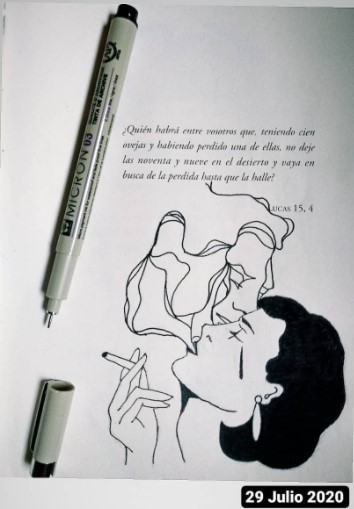 ¿Quién habrá entre vosotros que, teniendo cien
ovejas y habiendo perdido una de ellas, no deje
las noventa y nueve en el desierto y vaya en
busca de la perdida hasta que la halle?
LUCAS 15, 4
MICRON 03
29 Julio 2020